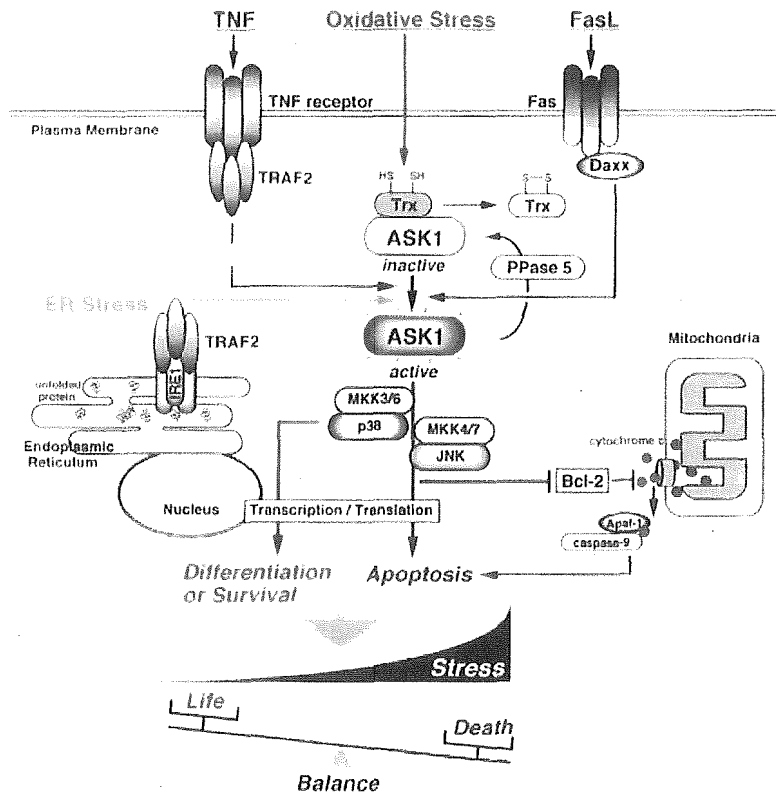 TNF
Oxidative Stress
FasL
TNF receptor
Fas
Plasma Membrane
TRAF2
Daxx
HS SH
S—S
Trx
Trx
ASK1
inactive
PPase 5
ER Stress
ASK1
active
TRAF2
IRE1
unfolded
protein
Endoplasmic
Reticulum
Nucleus
Mitochondria
MKK3/6
p38
MKK4/7
JNK
cytochrome c
Bcl-2
Apaf-1
caspase-9
Transcription / Translation
Differentiation
or Survival
Apoptosis
Stress
Life
Death
Balance